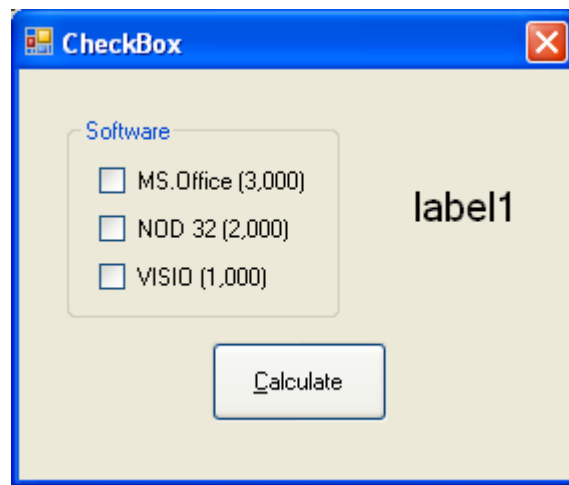 CheckBox
Software
MS.Office (3,000)
label1
NOD 32 (2,000)
VISIO (1,000)
Calculate